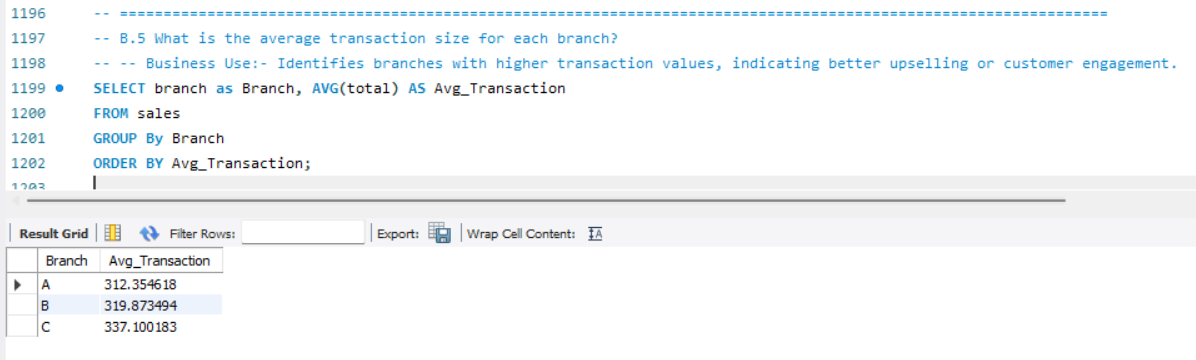 1196 -- ==============================================================================================================
1197 -- B.5 What is the average transaction size for each branch?
1198 -- -- Business Use:- Identifies branches with higher transaction values, indicating better upselling or customer engagement.
1199 SELECT branch as Branch, AVG(total) AS Avg_Transaction
1200 FROM sales
1201 GROUP By Branch
1202 ORDER BY Avg_Transaction;
1203
Result Grid Filter Rows: Export: Wrap Cell Content: IA
Branch Avg_Transaction
A 312.354618
B 319.873494
C 337.100183